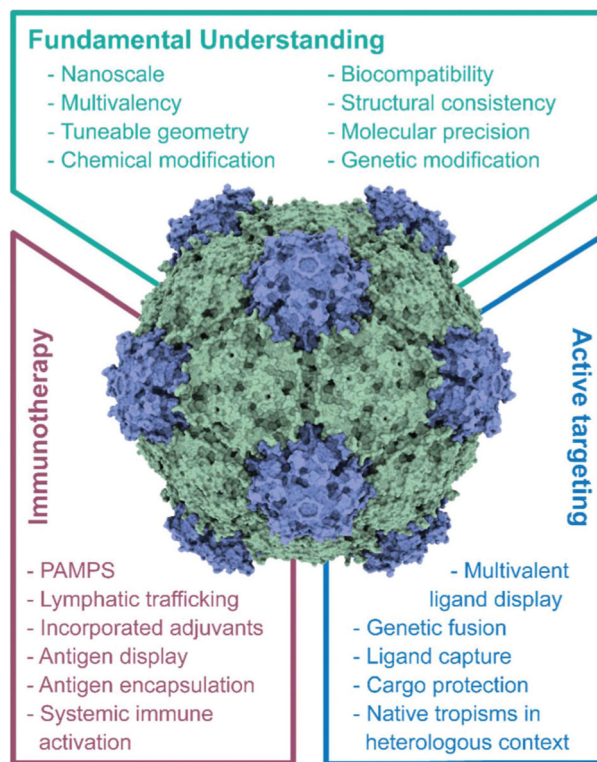 Fundamental Understanding
- Nanoscale
- Multivalency
- Tuneable geometry
- Chemical modification
- Biocompatibility
- Structural consistency
- Molecular precision
- Genetic modification
Immunotherapy
- PAMPS
- Lymphatic trafficking
- Incorporated adjuvants
- Antigen display
- Antigen encapsulation
- Systemic immune
activation
Active targeting
- Multivalent
ligand display
- Genetic fusion
- Ligand capture
- Cargo protection
- Native tropisms in
heterologous context